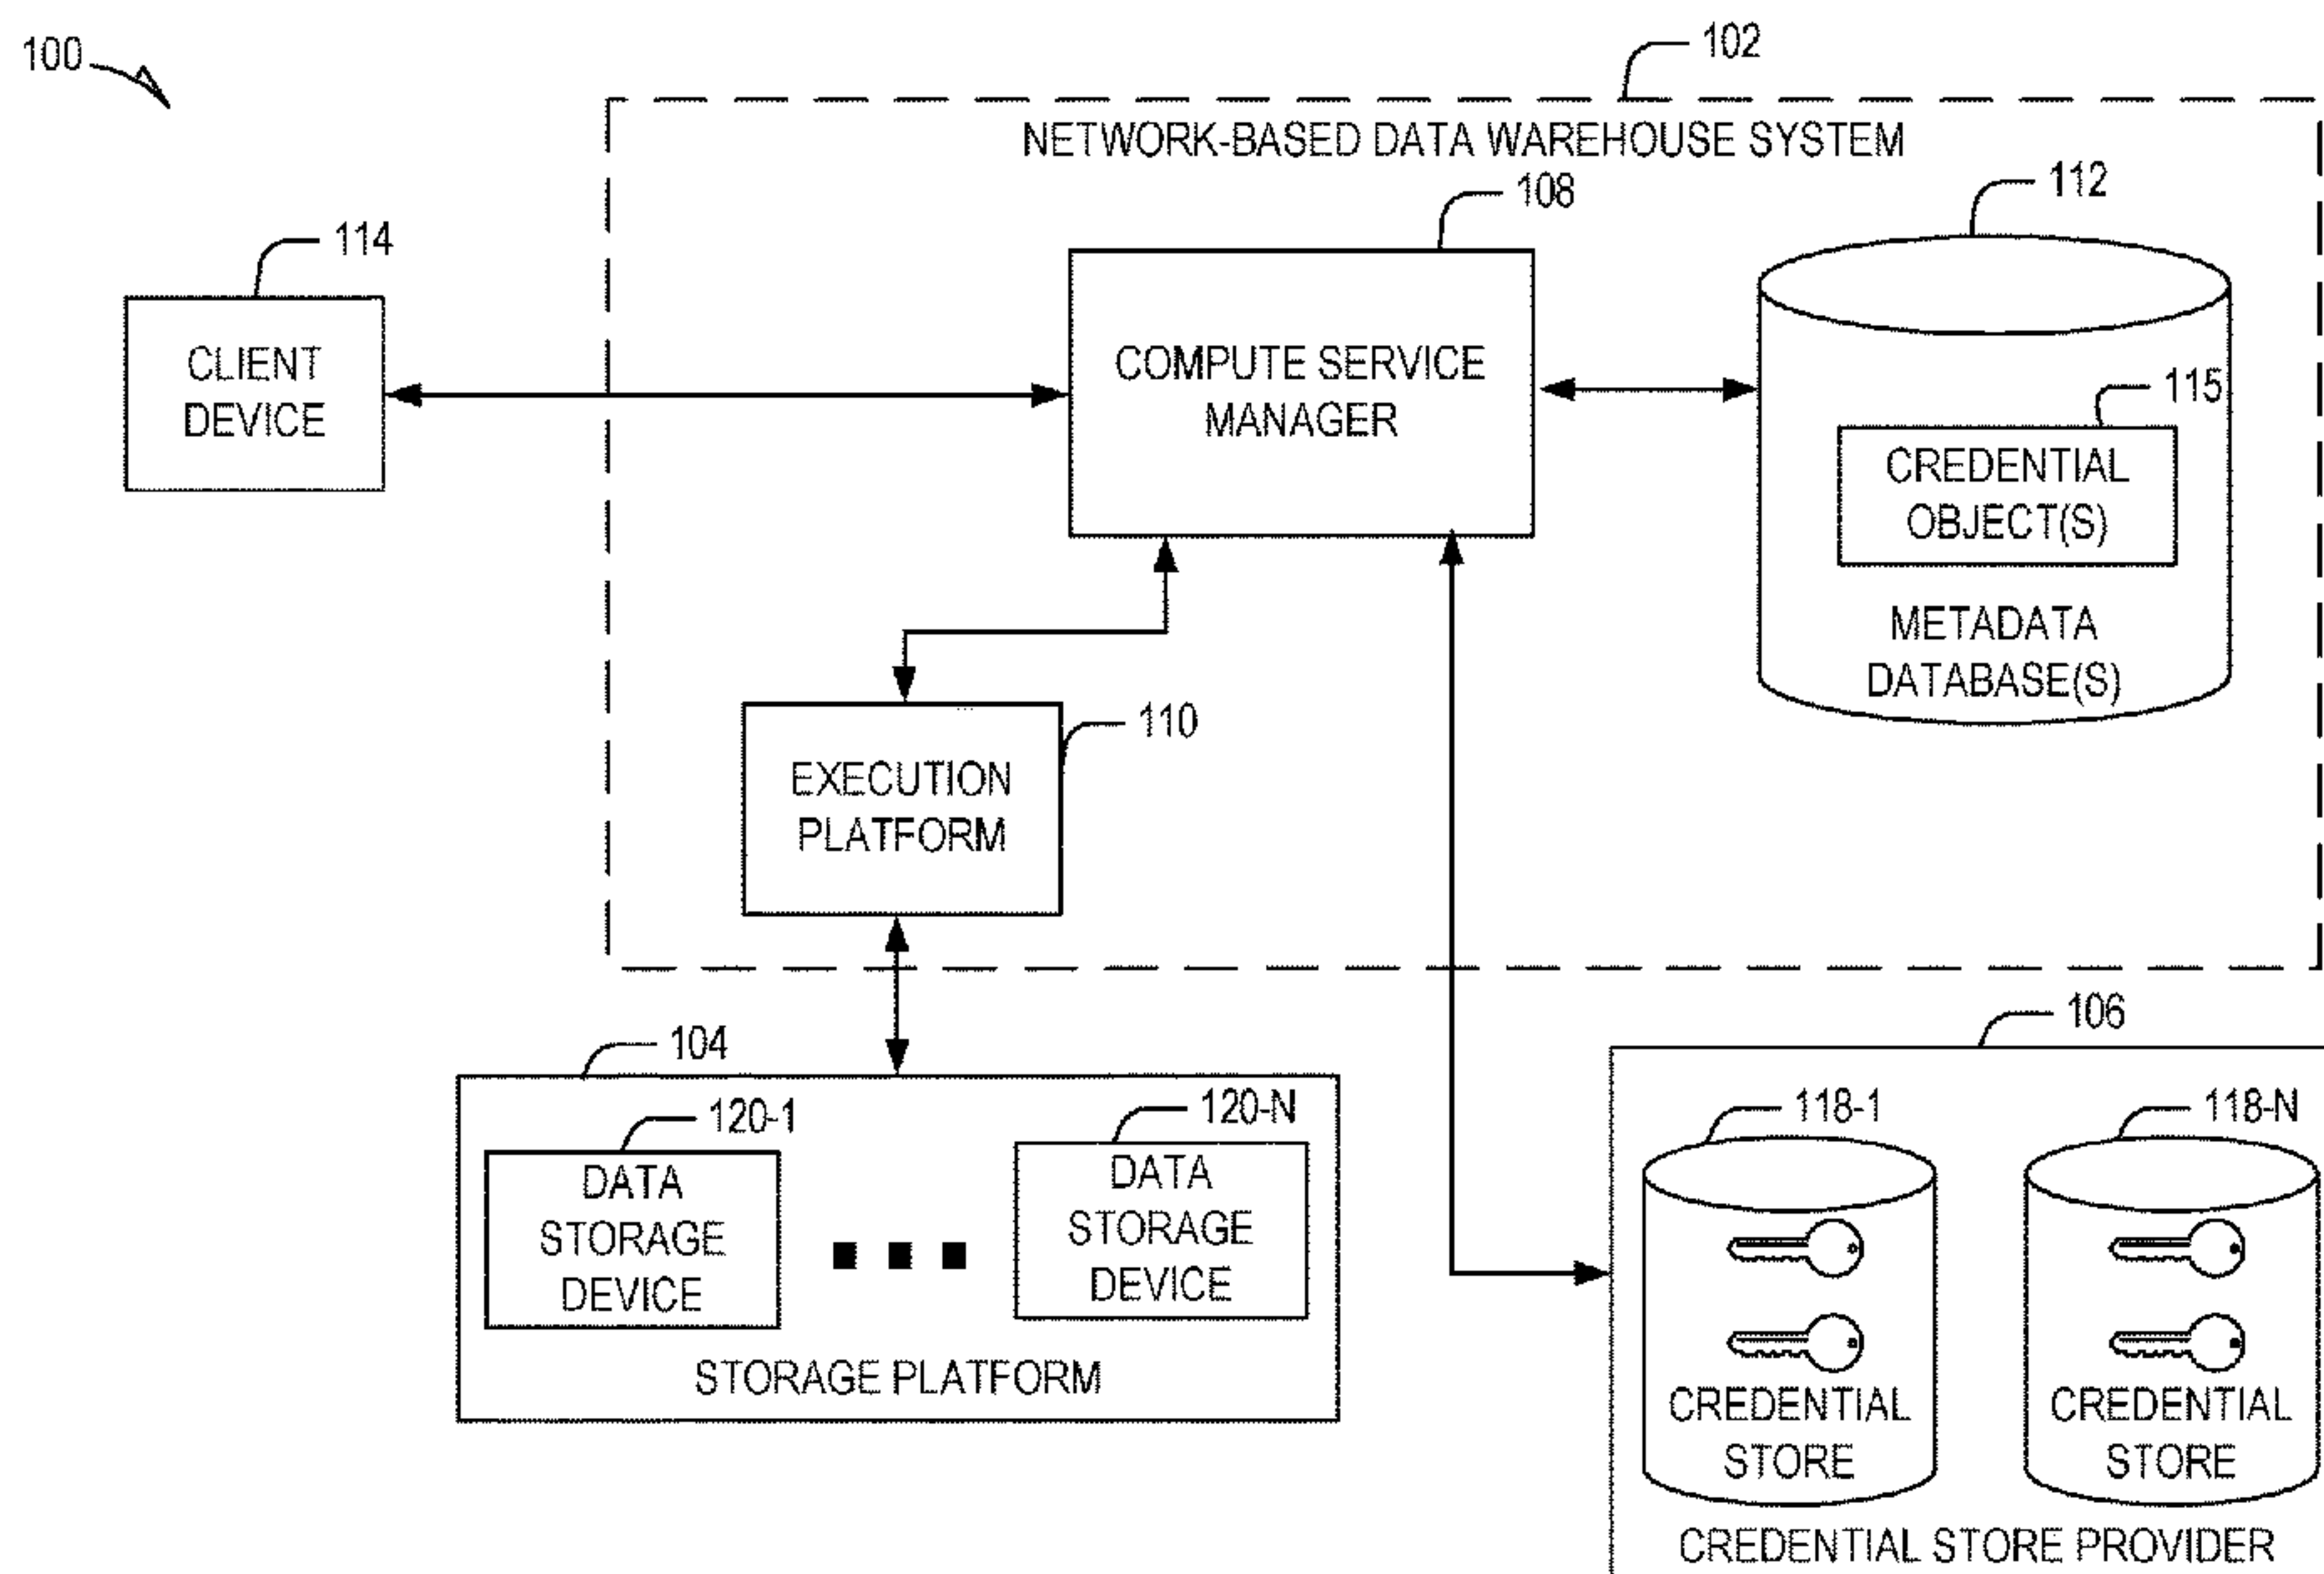 100
102
NETWORK-BASED DATA WAREHOUSE SYSTEM
108
112
114
CLIENT
DEVICE
COMPUTE SERVICE
MANAGER
115
CREDENTIAL
OBJECT(S)
METADATA
DATABASE(S)
110
EXECUTION
PLATFORM
104
120-1
DATA
STORAGE
DEVICE
120-N
DATA
STORAGE
DEVICE
STORAGE PLATFORM
106
118-1
CREDENTIAL
STORE
118-N
CREDENTIAL
STORE
CREDENTIAL STORE PROVIDER